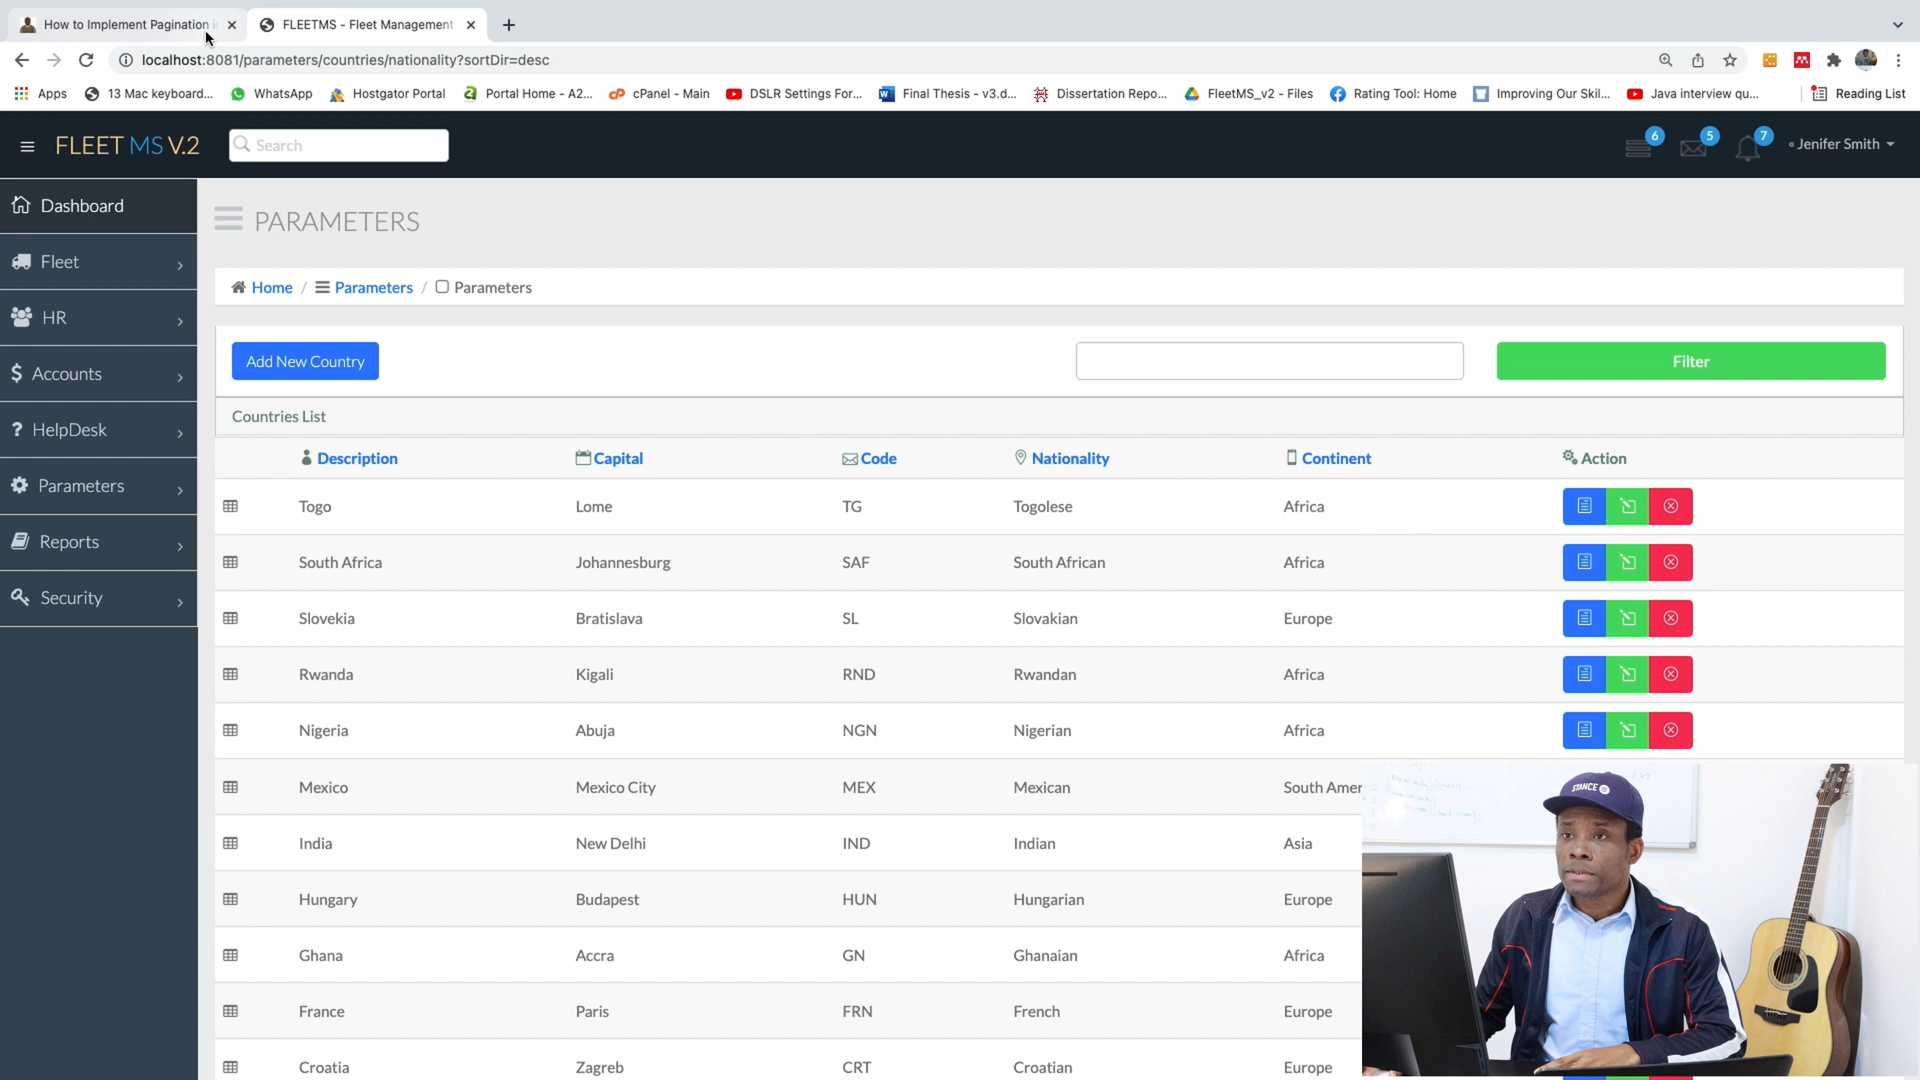 How to Implement Pagination i
FLEETMS - Fleet Management
localhost:8081/parameters/countries/nationality?sortDir=desc
Apps
13 Mac keyboard...
WhatsApp
Hostgator Portal
Portal Home - A2...
cPanel - Main
DSLR Settings For...
Final Thesis - v3.d...
Dissertation Repo...
FleetMS_v2 - Files
Rating Tool: Home
Improving Our Skil...
Java interview qu...
Reading List
FLEET MS V.2
Search
6
5
7
Jenifer Smith
Dashboard
Fleet
HR
Accounts
HelpDesk
Parameters
Reports
Security
PARAMETERS
Home / Parameters / Parameters
Add New Country
Filter
Countries List
Description Capital Code Nationality Continent Action
Togo Lome TG Togolese Africa
South Africa Johannesburg SAF South African Africa
Slovekia Bratislava SL Slovakian Europe
Rwanda Kigali RND Rwandan Africa
Nigeria Abuja NGN Nigerian Africa
Mexico Mexico City MEX Mexican South Amer
India New Delhi IND Indian Asia
Hungary Budapest HUN Hungarian Europe
Ghana Accra GN Ghanaian Africa
France Paris FRN French Europe
Croatia Zagreb CRT Croatian Europe
STANCE